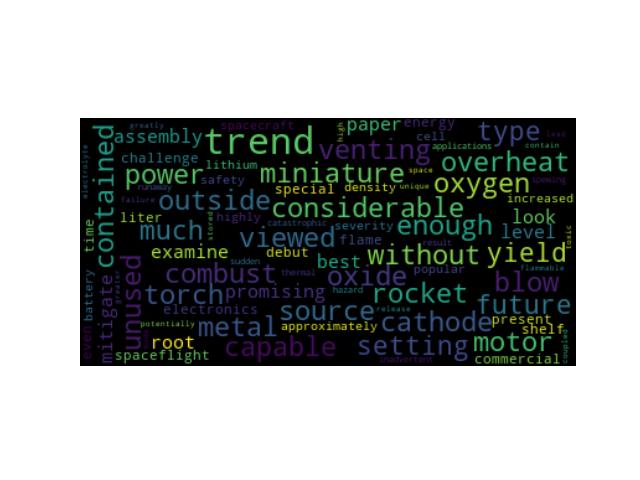 greatly spacecraft high paper energy
assembly trend cell type lead
challenge venting applications contain
contained power lithium miniature space overheat
electrolyte runaway safety special density unique oxygen spewing
failure outside considerable increased
liter highly catastrophic enough look
time much stored viewed severity flame level toxic
examine debut result without yield
sudden best popular flammable
battery greater combust thermal hazard oxide blow
mitigate unused torch promising rocket future
electronics source release cathode present
potentially metal approximately shelf
even root capable setting motor coupled
spaceflight inadvertent commercial